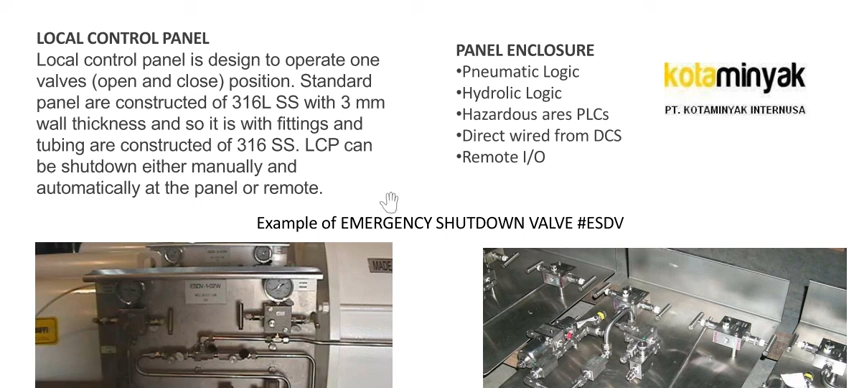 LOCAL CONTROL PANEL
Local control panel is design to operate one
valves (open and close) position. Standard
panel are constructed of 316L SS with 3 mm
wall thickness and so it is with fittings and
tubing are constructed of 316 SS. LCP can
be shutdown either manually and
automatically at the panel or remote.
PANEL ENCLOSURE
•Pneumatic Logic
•Hydrolic Logic
•Hazardous ares PLCs
•Direct wired from DCS
•Remote I/O
kotaminyak
PT. KOTAMINYAK INTERNUSA
Example of EMERGENCY SHUTDOWN VALVE #ESDV
MADE